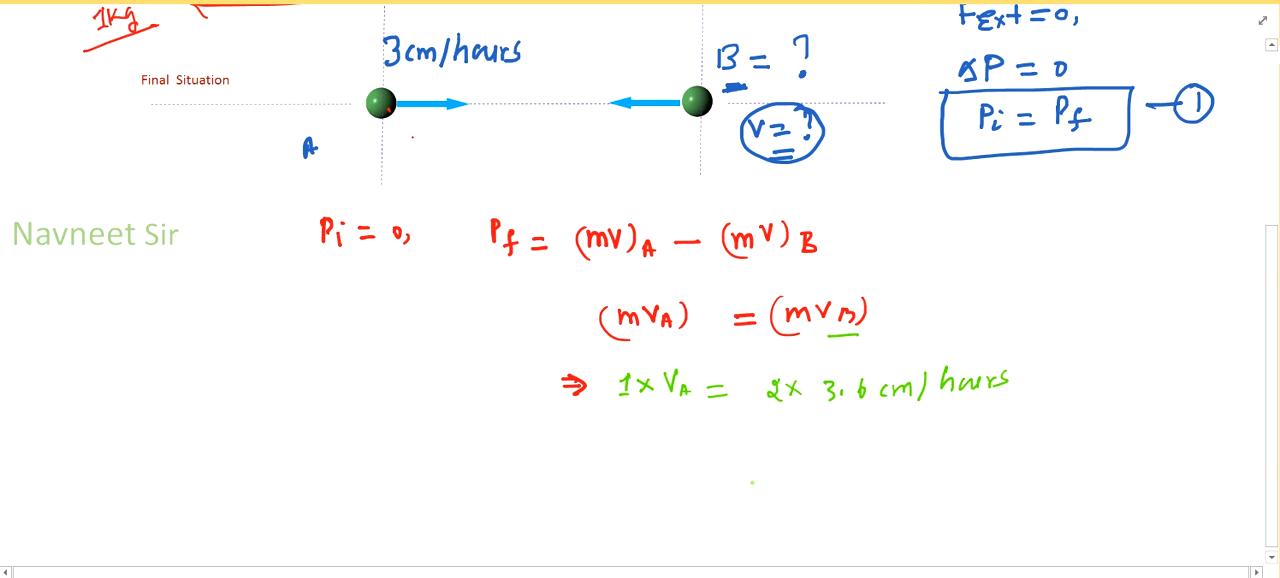 1Kg
FExt = 0,
3cm/hours
B = ?
Final Situation
ΔP = 0
Pi = Pf — 1
V = ?
A
Navneet Sir
Pi = 0, Pf = (mV)A – (mV)B
(mVA) = (mVB)
⇒ 1 × VA = 2 × 3.6 cm/hours